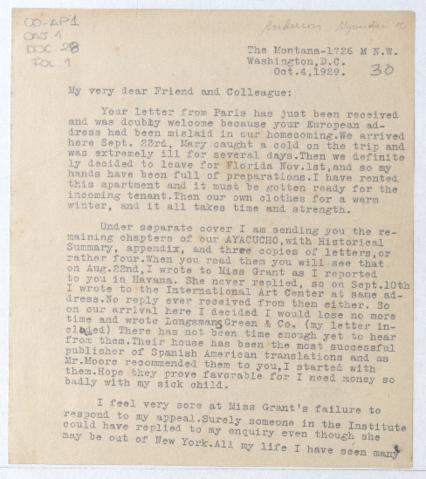 00-AP1
CAJ 1
DOC 28
FOL 1
Anderson
The Montana-1726 M N.W.
Washington,D.C.
Oct.4,1929.
30
My very dear Friend and Colleague:
Your letter from Paris has just been received
and was doubly welcome because your European ad-
dress had been mislaid in our homecoming.We arrived
here Sept. 23rd, Mary caught a cold on the trip and
was extremely ill for several days.Then we definite
ly decided to leave for Florida Nov.1st,and so my
hands have been full of preparations.I have rented
this apartment and it must be gotten ready for the
incoming tenant.Then our own clothes for a warm
winter, and it all takes time and strength.
Under separate cover I am sending you the re-
maining chapters of our AYACUCHO,with Historical
Summary, appendix, and three copies of letters,or
rather four.When you read them you will see that
on Aug.22nd,I wrote to Miss Grant as I reported
to you in Havana. She never replied, so on Sept.10th
I wrote to the International Art Center at same ad-
dress.No reply ever received from them either. So
on our arrival here I decided I would lose no more
time and wrote Longmans Green & Co. (my letter in-
closed) There has not been time enough yet to hear
from them.Their house has been the most successful
publisher of Spanish American translations and as
Mr.Moore recommended them to you,I started with
them.Hope they prove favorable for I need money so
badly with my sick child.
I feel very sore at Miss Grant's failure to
respond to my appeal.Surely someone in the Institute
could have replied to my enquiry even though she
may be out of New York.All my life I have seen many